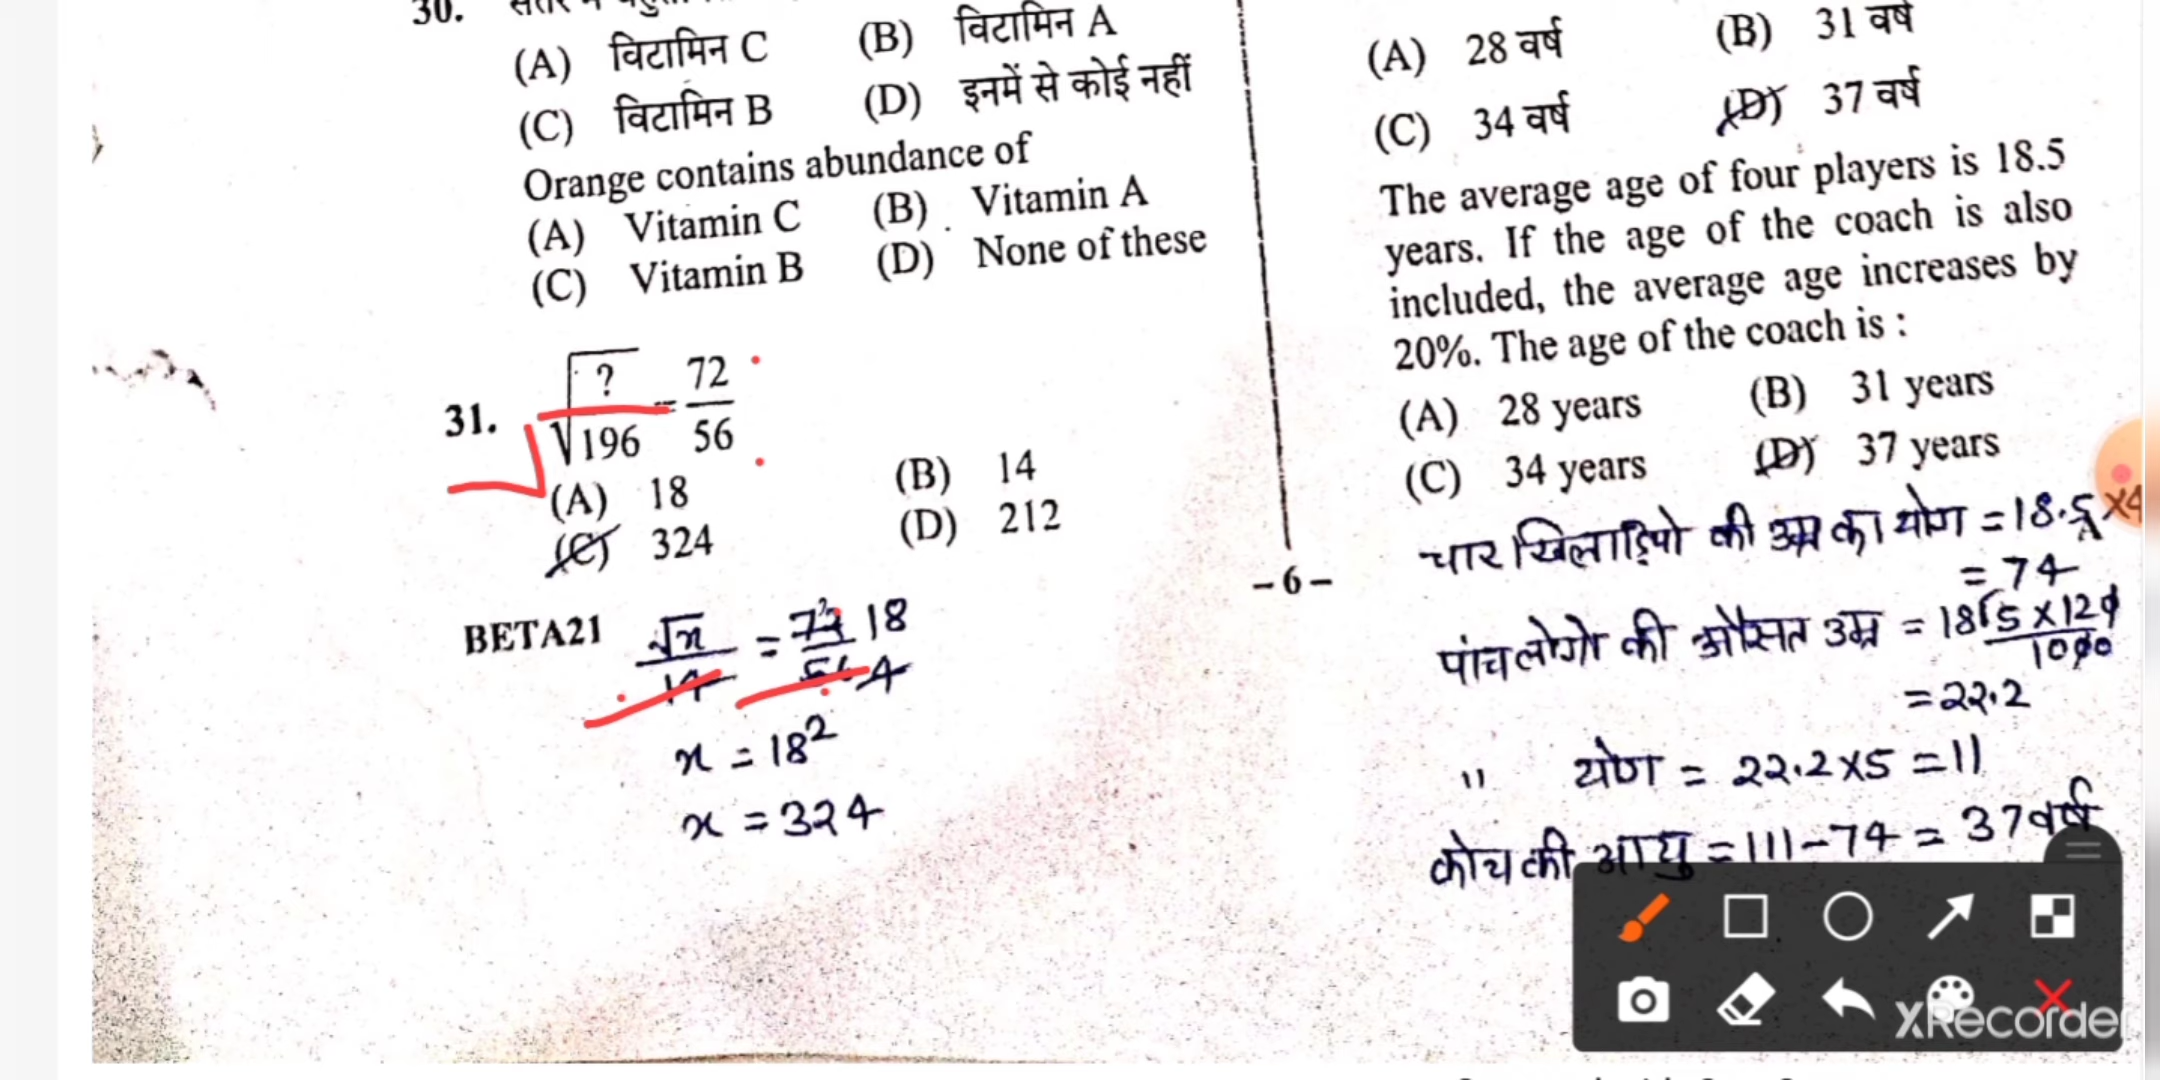 30.
(A) विटामिन C (B) विटामिन A
(C) विटामिन B (D) इनमें से कोई नहीं
Orange contains abundance of
(A) Vitamin C (B) Vitamin A
(C) Vitamin B (D) None of these
31. √?/√196 = 72/56
(A) 18 (B) 14
(C) 324 (D) 212
BETA21
√x/14 = 72 18/56 4
x = 18²
x = 324
-6-
(A) 28 वर्ष (B) 31 वर्ष
(C) 34 वर्ष (D) 37 वर्ष
The average age of four players is 18.5
years. If the age of the coach is also
included, the average age increases by
20%. The age of the coach is :
(A) 28 years (B) 31 years
(C) 34 years (D) 37 years
चार खिलाड़ियो की उम्र का योग = 18.5 ×4
= 74
पांच लोगो की औसत उम्र = 18.5 × 120/100
= 22.2
" योग = 22.2×5 = 11
कोच की आयु = 111-74 = 37 वर्ष
XRecorder